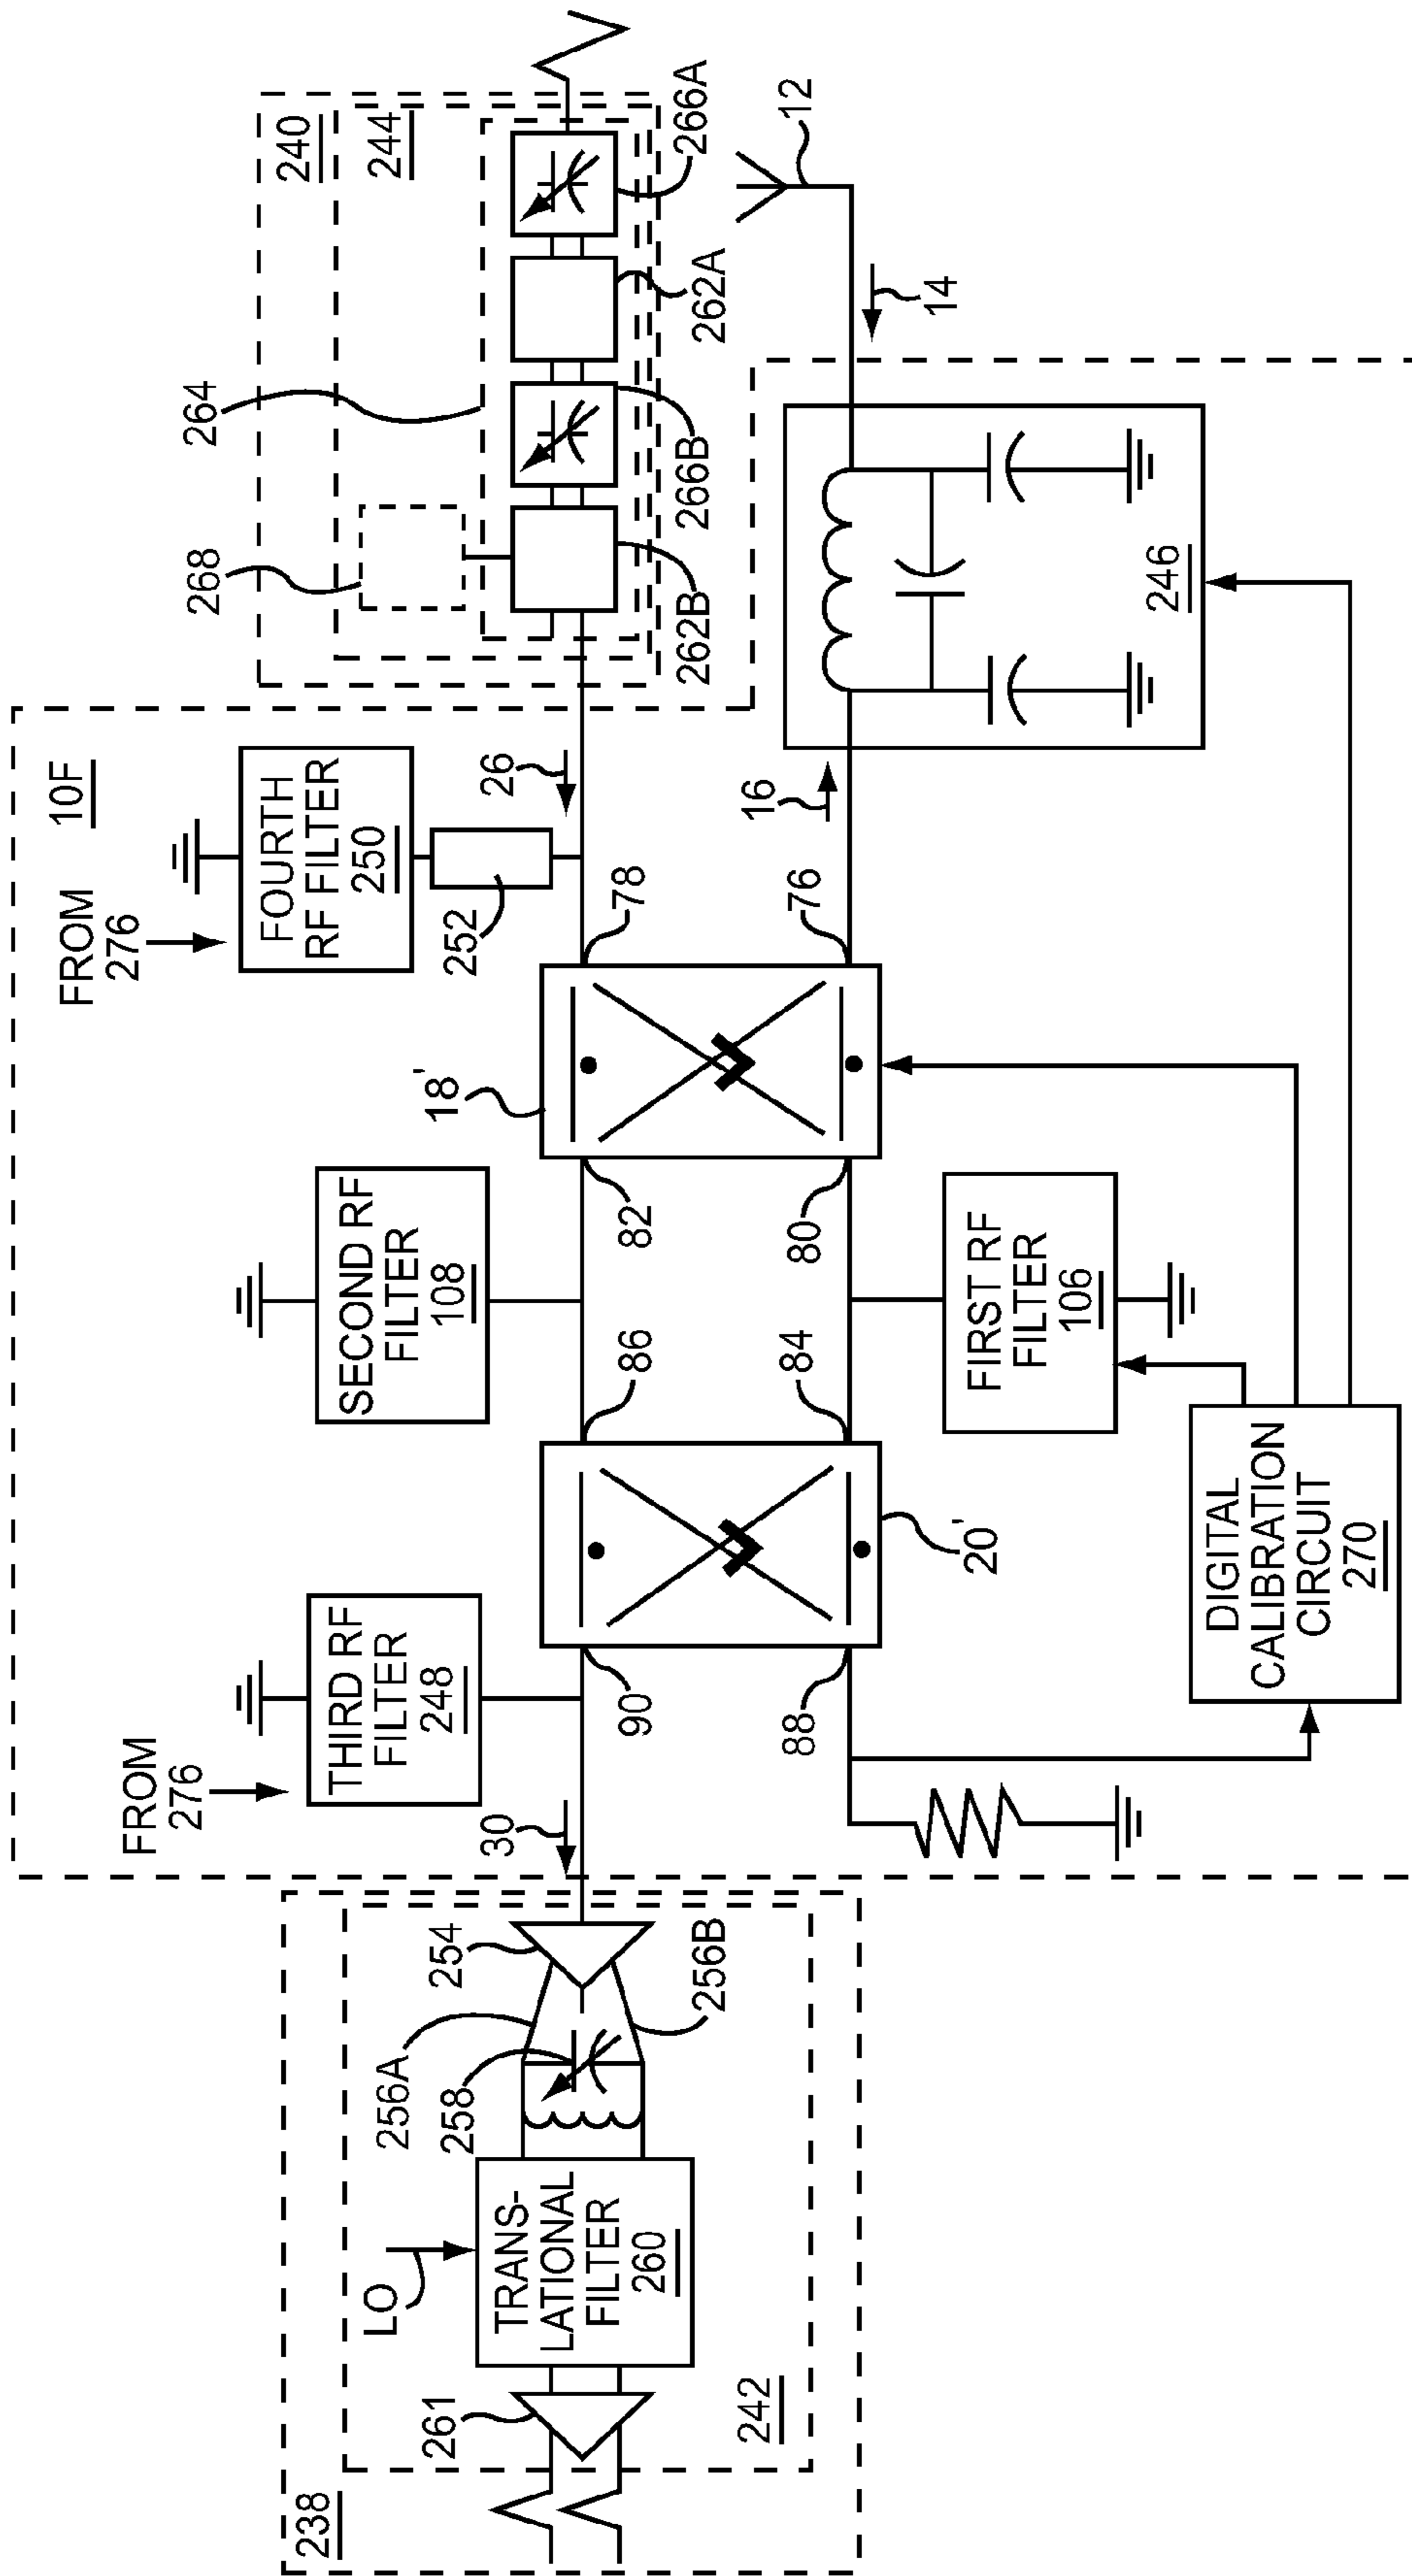 10F
FROM
276
THIRD RF
FILTER
248
SECOND RF
FILTER
108
FROM
276
FOURTH
RF FILTER
250
252
240
244
264
268
262B
266B
262A
266A
238
242
261
LO
TRANS-
LATIONAL
FILTER
260
256A
258
254
256B
30
90
86
82
18'
78
26
88
84
80
76
16
20'
12
14
246
FIRST RF
FILTER
106
DIGITAL
CALIBRATION
CIRCUIT
270